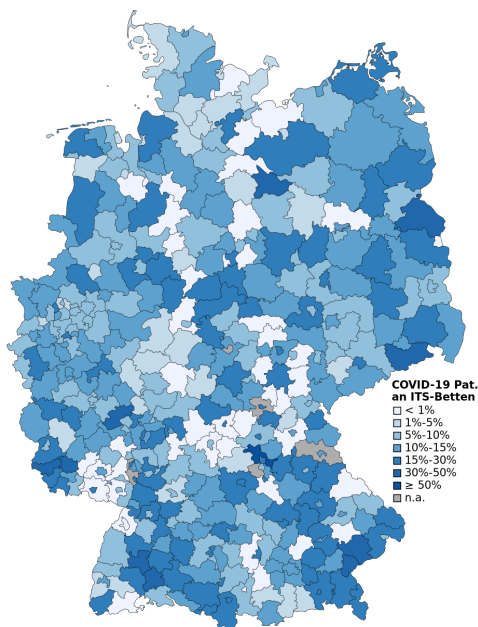 COVID-19 Pat.
an ITS-Betten
< 1%
1%-5%
5%-10%
10%-15%
15%-30%
30%-50%
≥ 50%
n.a.